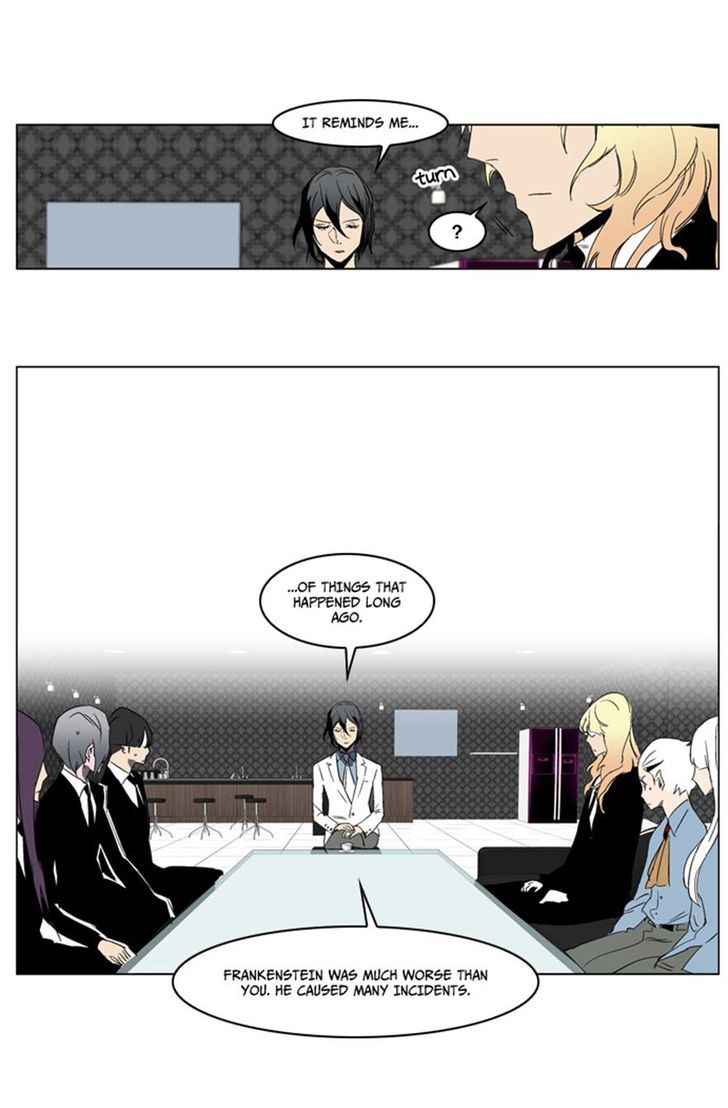 IT REMINDS ME...
turn
?
...OF THINGS THAT
HAPPENED LONG
AGO.
FRANKENSTEIN WAS MUCH WORSE THAN
YOU. HE CAUSED MANY INCIDENTS.